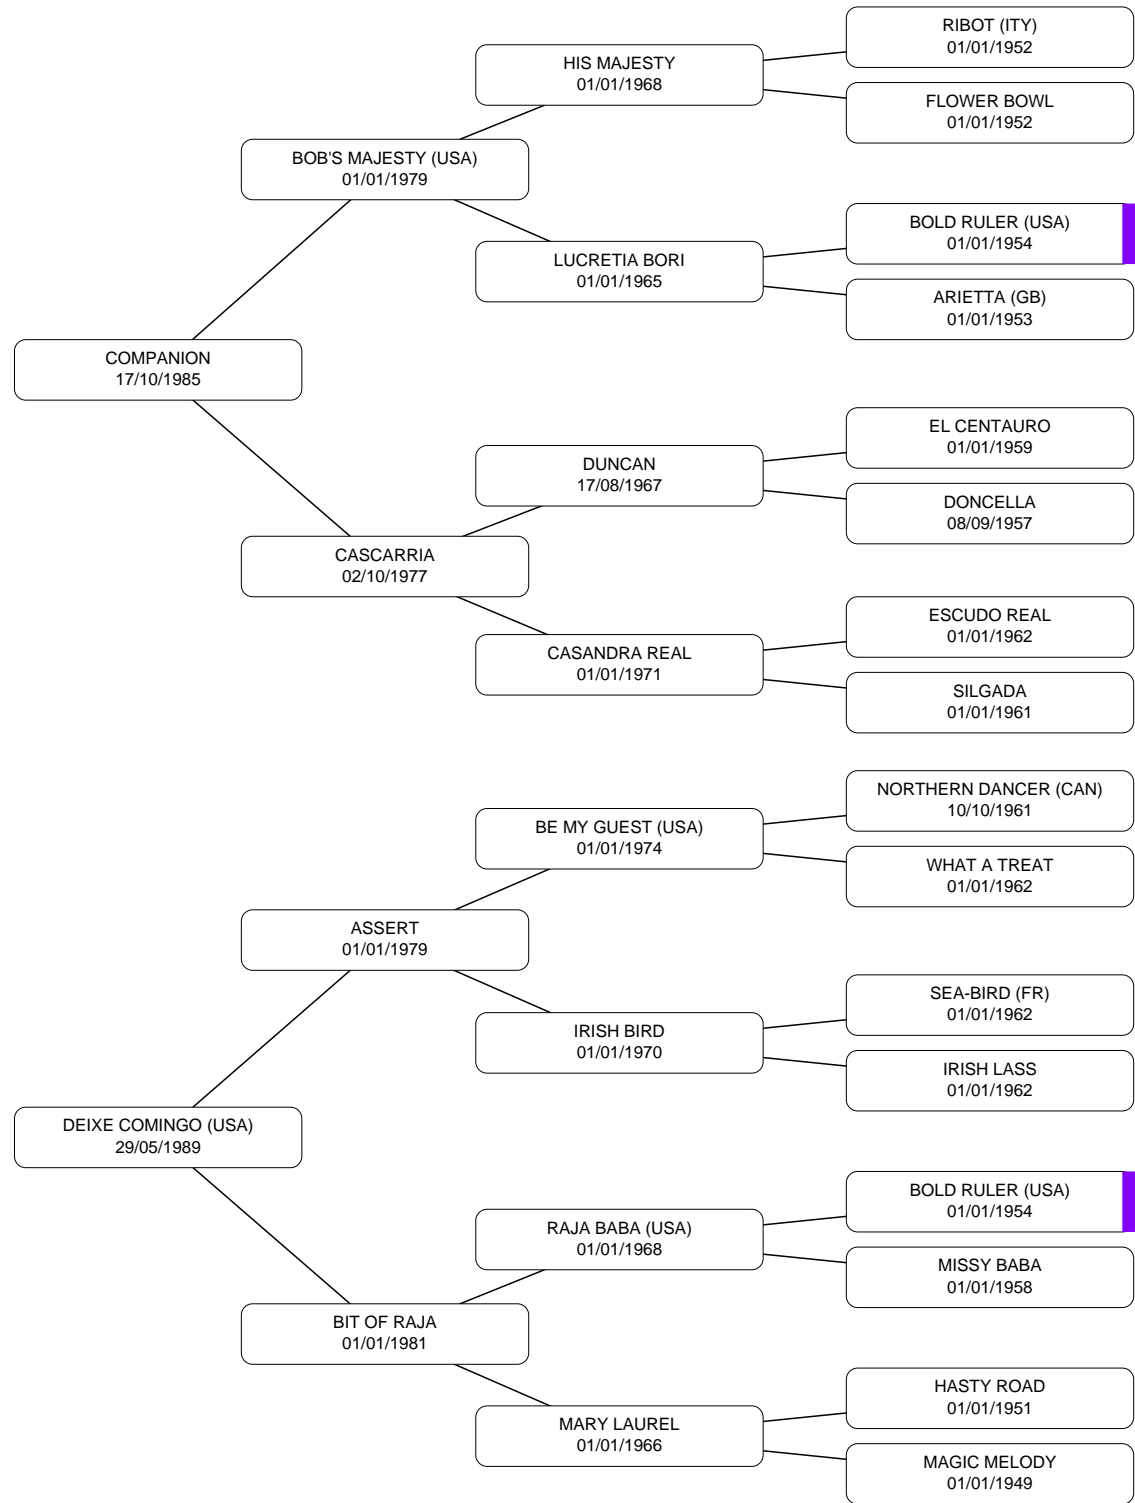 RIBOT (ITY)
01/01/1952
HIS MAJESTY
01/01/1968
FLOWER BOWL
01/01/1952
BOB'S MAJESTY (USA)
01/01/1979
BOLD RULER (USA)
01/01/1954
LUCRETIA BORI
01/01/1965
ARIETTA (GB)
01/01/1953
COMPANION
17/10/1985
EL CENTAURO
01/01/1959
DUNCAN
17/08/1967
DONCELLA
08/09/1957
CASCARRIA
02/10/1977
ESCUDO REAL
01/01/1962
CASANDRA REAL
01/01/1971
SILGADA
01/01/1961
NORTHERN DANCER (CAN)
10/10/1961
BE MY GUEST (USA)
01/01/1974
WHAT A TREAT
01/01/1962
ASSERT
01/01/1979
SEA-BIRD (FR)
01/01/1962
IRISH BIRD
01/01/1970
IRISH LASS
01/01/1962
DEIXE COMINGO (USA)
29/05/1989
BOLD RULER (USA)
01/01/1954
RAJA BABA (USA)
01/01/1968
MISSY BABA
01/01/1958
BIT OF RAJA
01/01/1981
HASTY ROAD
01/01/1951
MARY LAUREL
01/01/1966
MAGIC MELODY
01/01/1949